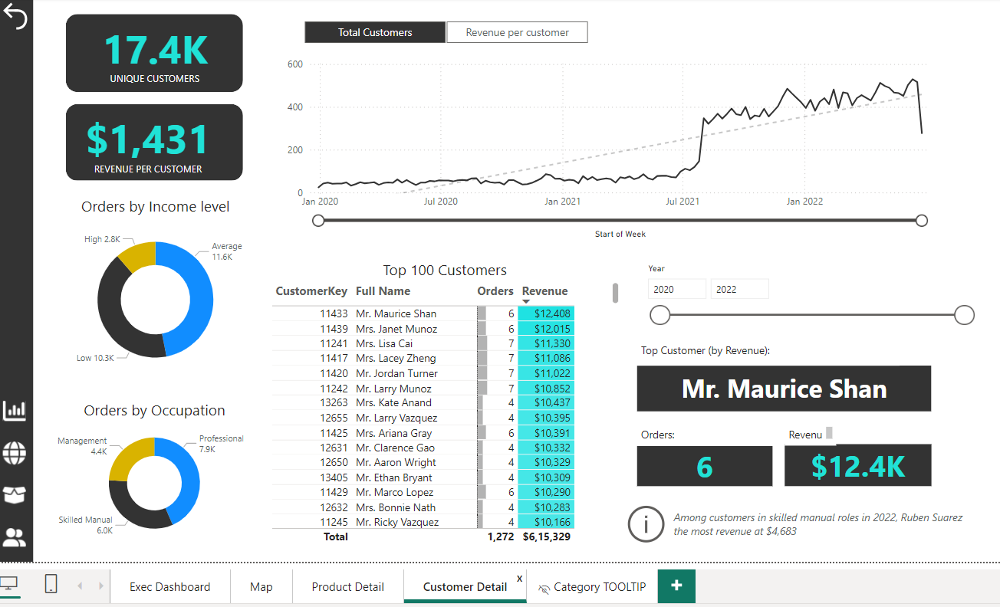 17.4K
UNIQUE CUSTOMERS
$1,431
REVENUE PER CUSTOMER
Total Customers
Revenue per customer
600
400
200
0
Jan 2020
Jul 2020
Jan 2021
Jul 2021
Jan 2022
Start of Week
Orders by Income level
High 2.8K
Average
11.6K
Low 10.3K
Orders by Occupation
Management
4.4K
Professional
7.9K
Skilled Manual
6.0K
Top 100 Customers
CustomerKey Full Name Orders Revenue
11433 Mr. Maurice Shan 6 $12,408
11439 Mrs. Janet Munoz 6 $12,015
11241 Mrs. Lisa Cai 7 $11,330
11417 Mrs. Lacey Zheng 7 $11,086
11420 Mr. Jordan Turner 7 $11,022
11242 Mr. Larry Munoz 7 $10,852
13263 Mrs. Kate Anand 4 $10,437
12655 Mr. Larry Vazquez 4 $10,395
11425 Mrs. Ariana Gray 6 $10,391
12631 Mr. Clarence Gao 4 $10,332
12650 Mr. Aaron Wright 4 $10,329
13405 Mr. Ethan Bryant 4 $10,309
11429 Mr. Marco Lopez 6 $10,290
12632 Mrs. Bonnie Nath 4 $10,283
11245 Mr. Ricky Vazquez 4 $10,166
Total 1,272 $6,15,329
Year
2020
2022
Top Customer (by Revenue):
Mr. Maurice Shan
Orders:
6
Revenu
$12.4K
i
Among customers in skilled manual roles in 2022, Ruben Suarez
the most revenue at $4,683
Exec Dashboard
Map
Product Detail
Customer Detail
x
Category TOOLTIP
+